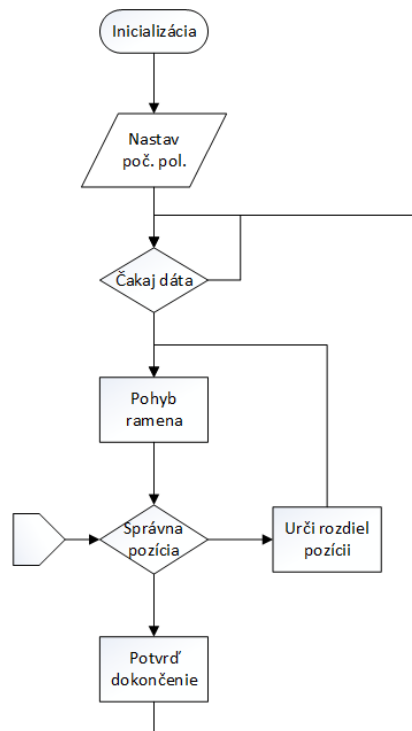 Inicializácia
Nastav
poč. pol.
Čakaj dáta
Pohyb
ramena
Správna
pozícia
Urči rozdiel
pozícii
Potvrď
dokončenie